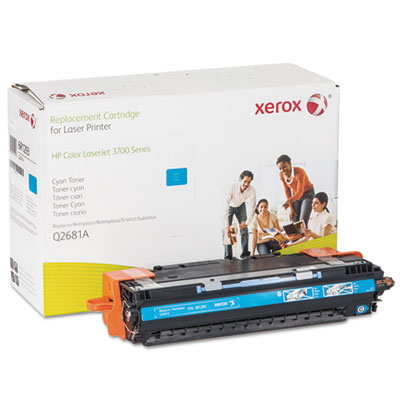 Replacement Cartridge
for Laser Printer
HP Color LaserJet 3700 Series
Cyan Toner
Toner cyan
Toner cyan
Toner Cyan
Toner ciano
Q2681A
xerox
xerox